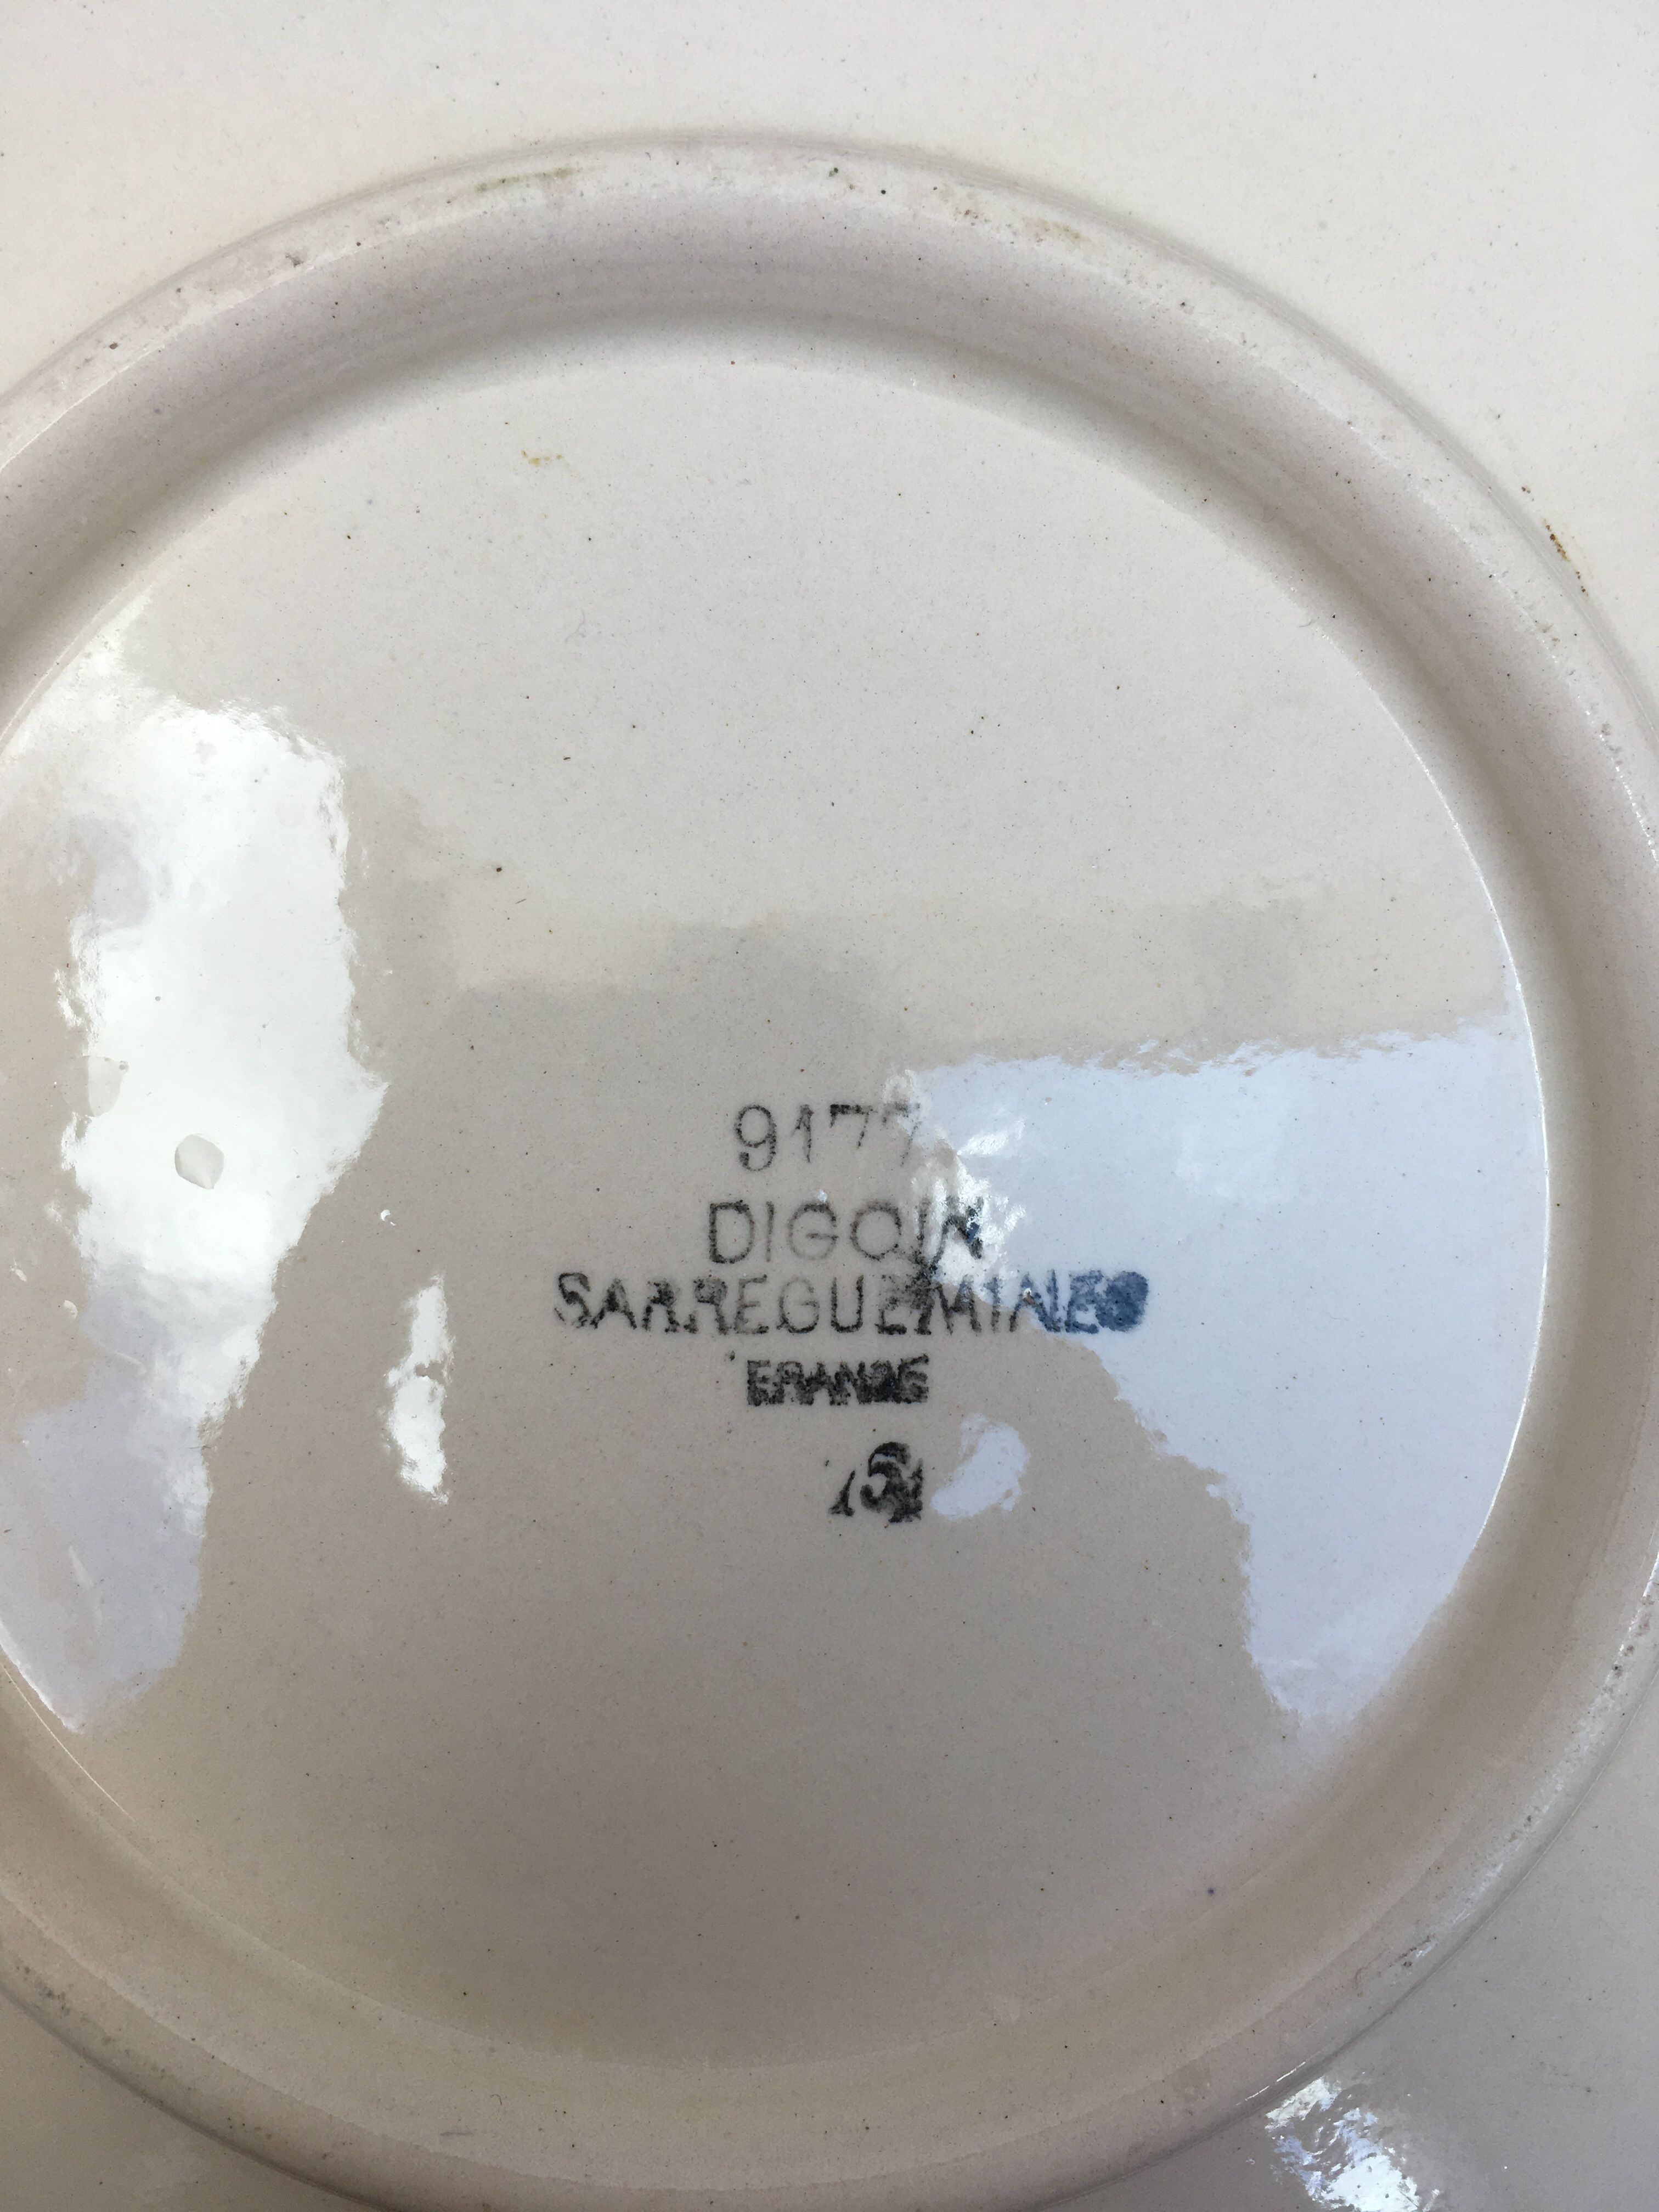 9177
DIGOIN
SARREGUEMINES
FRANCE